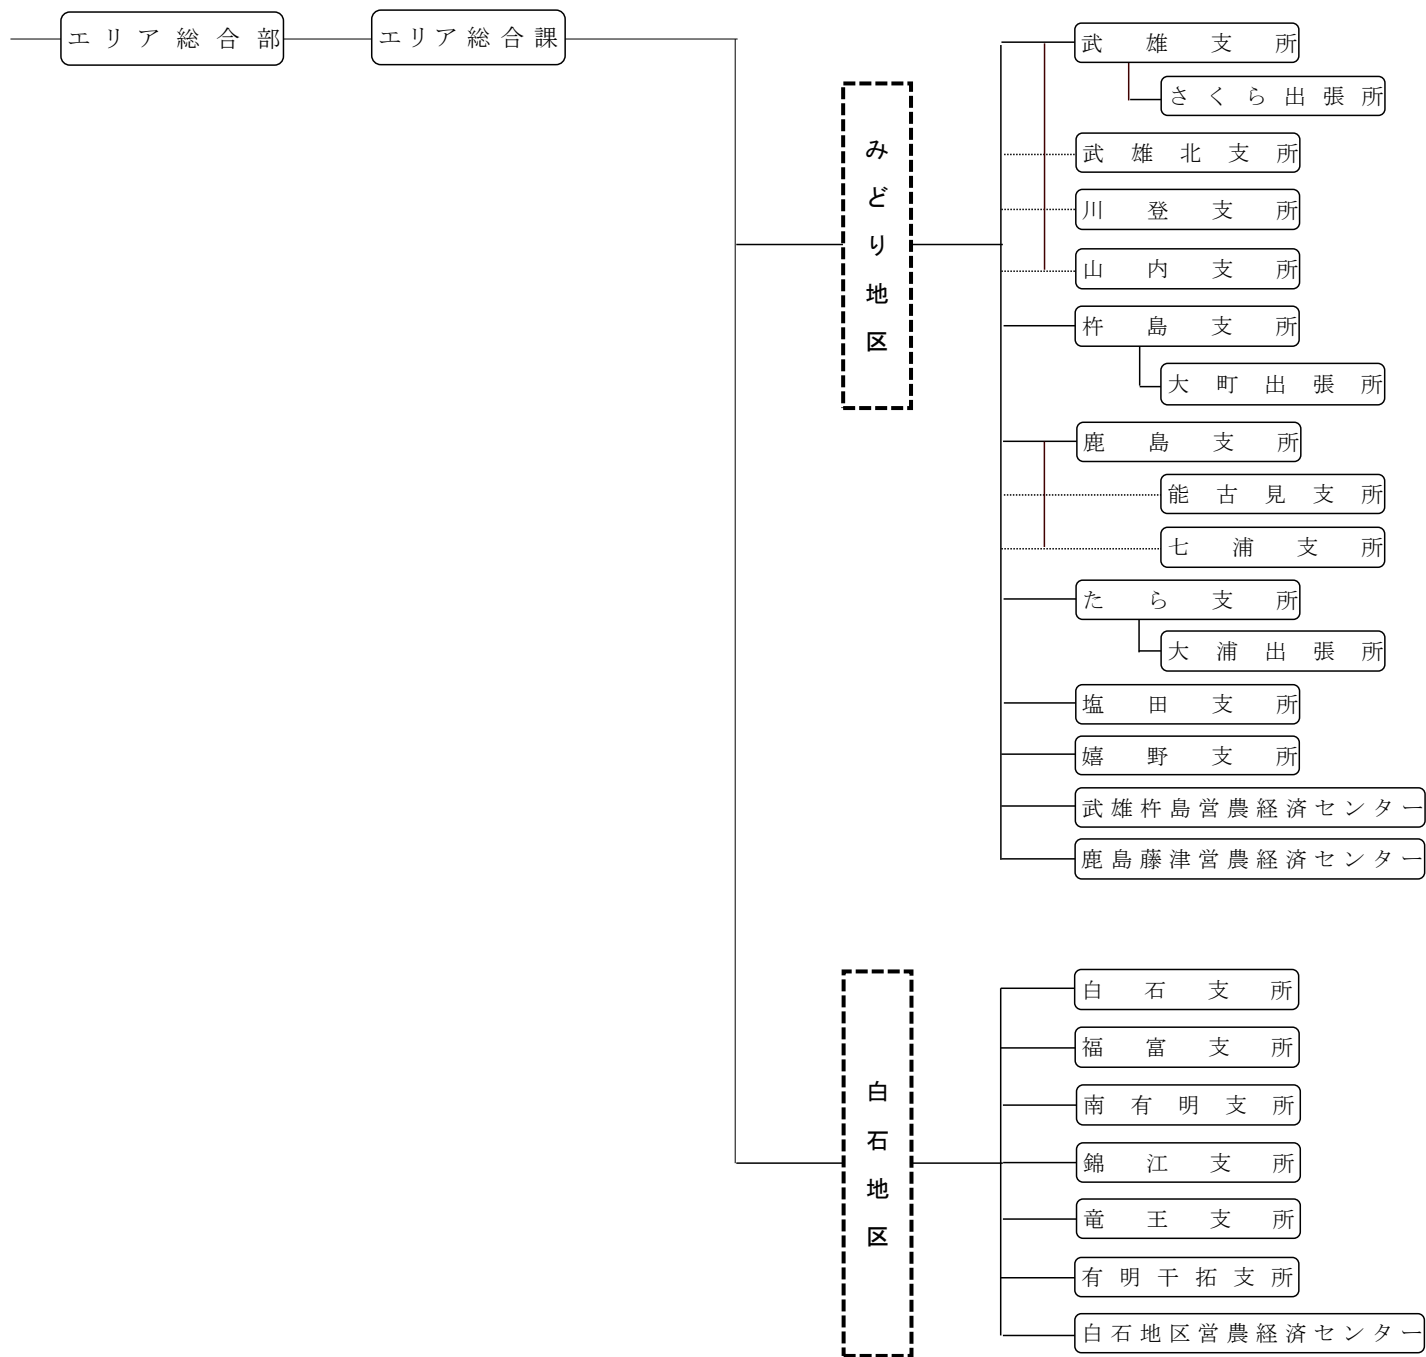 エリア総合部
エリア総合課
みどり地区
武雄支所
さくら出張所
武雄北支所
川登支所
山内支所
杵島支所
大町出張所
鹿島支所
能古見支所
七浦支所
たら支所
大浦出張所
塩田支所
嬉野支所
武雄杵島営農経済センター
鹿島藤津営農経済センター
白石地区
白石支所
福富支所
南有明支所
錦江支所
竜王支所
有明干拓支所
白石地区営農経済センター